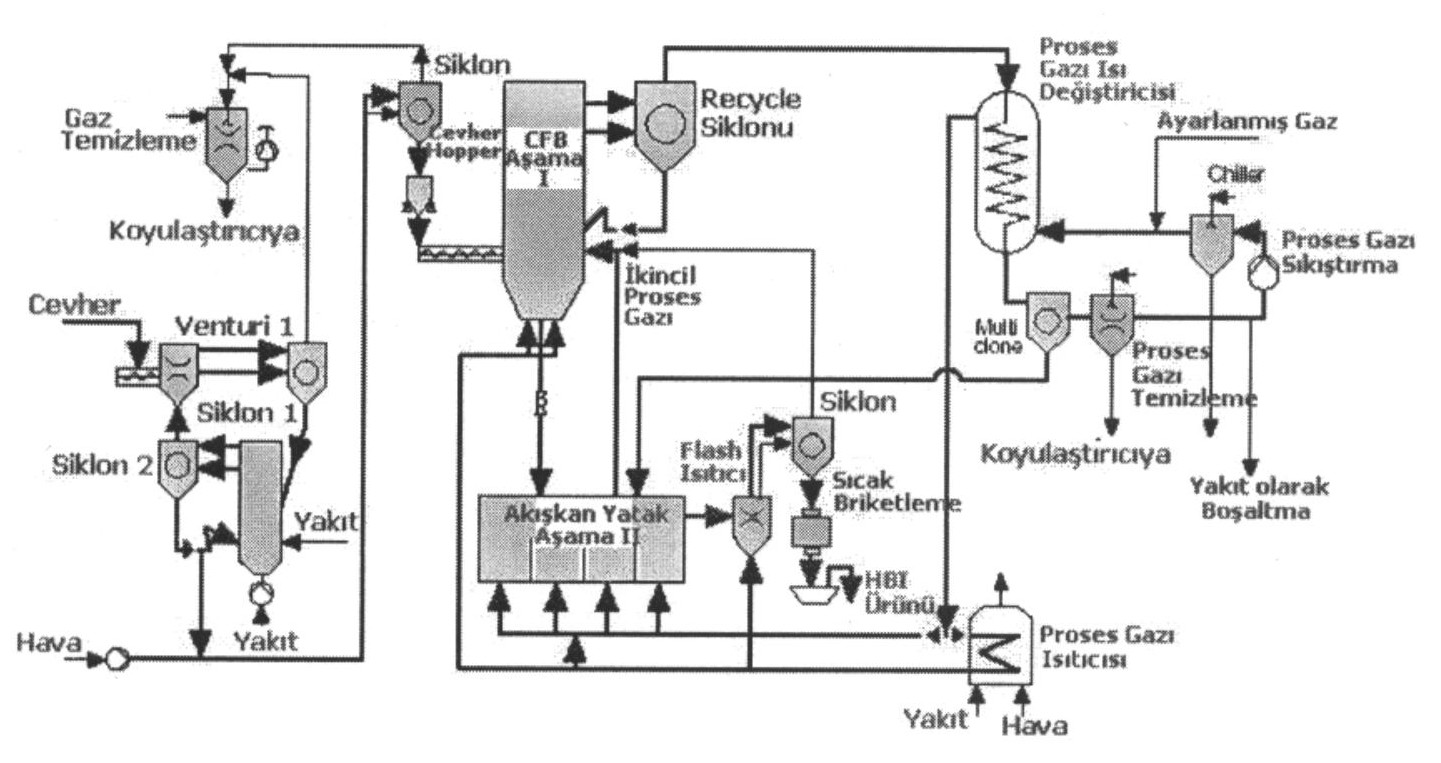 Siklon
Proses
Gazı Isı
Değiştiricisi
Recycle
Siklonu
Ayarlanmış Gaz
Gaz
Temizleme
Cevher
Hopper
CFB
Aşama
I
Chiller
Koyulaştırıcıya
Proses Gazı
Sıkıştırma
İkincil
Proses
Gazı
Cevher
Venturi 1
Multi
clone
Proses
Gazı
Temizleme
Siklon 1
Siklon
Siklon 2
Flash
Isıtıcı
Koyulaştırıcıya
Sıcak
Briketleme
Yakıt olarak
Boşaltma
Yakıt
Akışkan Yatak
Aşama II
HBI
Ürünü
Hava
Yakıt
Proses Gazı
Isıtıcısı
Yakıt
Hava